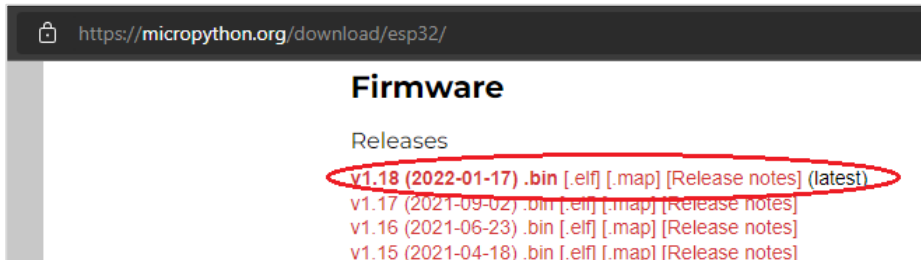 https://micropython.org/download/esp32/
Firmware
Releases
v1.18 (2022-01-17) .bin [.elf] [.map] [Release notes] (latest)
v1.17 (2021-09-02) .bin [.elf] [.map] [Release notes]
v1.16 (2021-06-23) .bin [.elf] [.map] [Release notes]
v1.15 (2021-04-18) .bin [.elf] [.map] [Release notes]